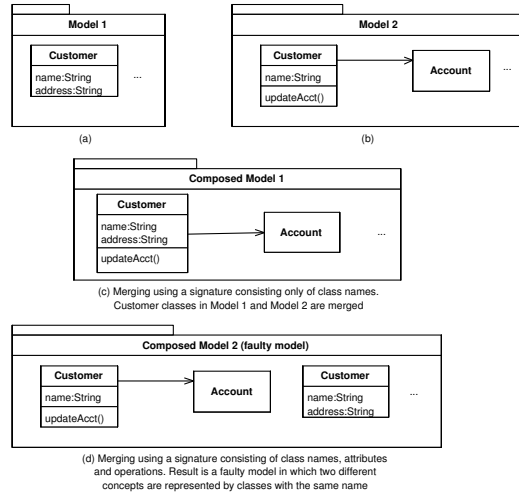 Model 1
Customer
name:String
address:String
...
(a)
Model 2
Customer
name:String
updateAcct()
Account
...
(b)
Composed Model 1
Customer
name:String
address:String
updateAcct()
Account
...
(c) Merging using a signature consisting only of class names.
Customer classes in Model 1 and Model 2 are merged
Composed Model 2 (faulty model)
Customer
name:String
updateAcct()
Account
Customer
name:String
address:String
...
(d) Merging using a signature consisting of class names, attributes
and operations. Result is a faulty model in which two different
concepts are represented by classes with the same name